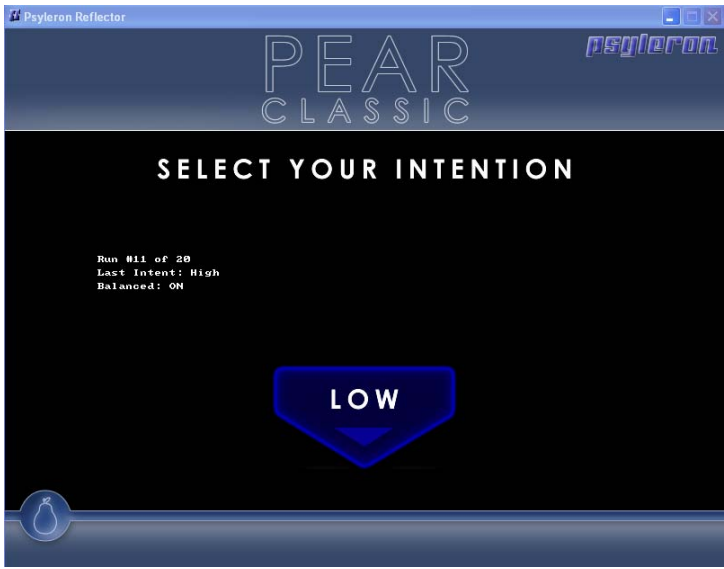 Psyleron Reflector
PEAR
CLASSIC
psyleron
SELECT YOUR INTENTION
Run #11 of 20
Last Intent: High
Balanced: ON
LOW